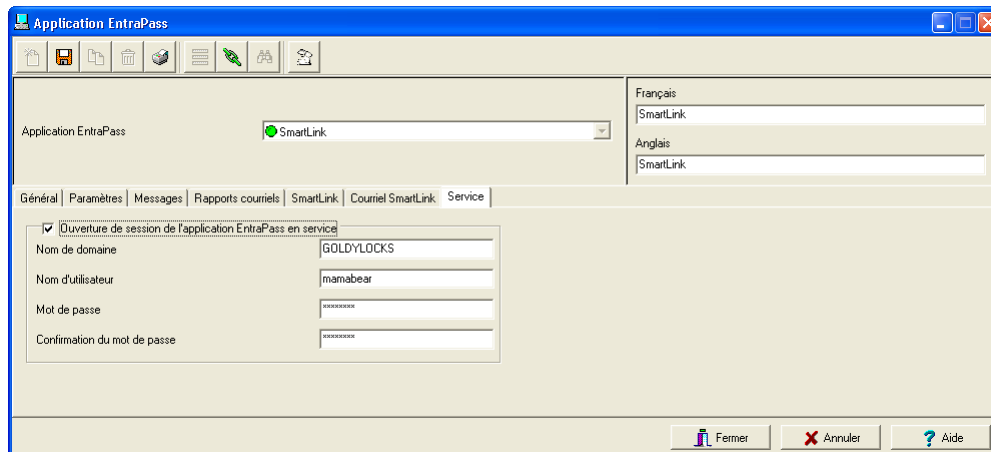 Application EntraPass
Français
SmartLink
Application EntraPass
SmartLink
Anglais
SmartLink
Général
Paramètres
Messages
Rapports courriels
SmartLink
Courriel SmartLink
Service
Ouverture de session de l'application EntraPass en service
Nom de domaine
GOLDYLOCKS
Nom d'utilisateur
mamabear
Mot de passe
********
Confirmation du mot de passe
********
Fermer
Annuler
Aide